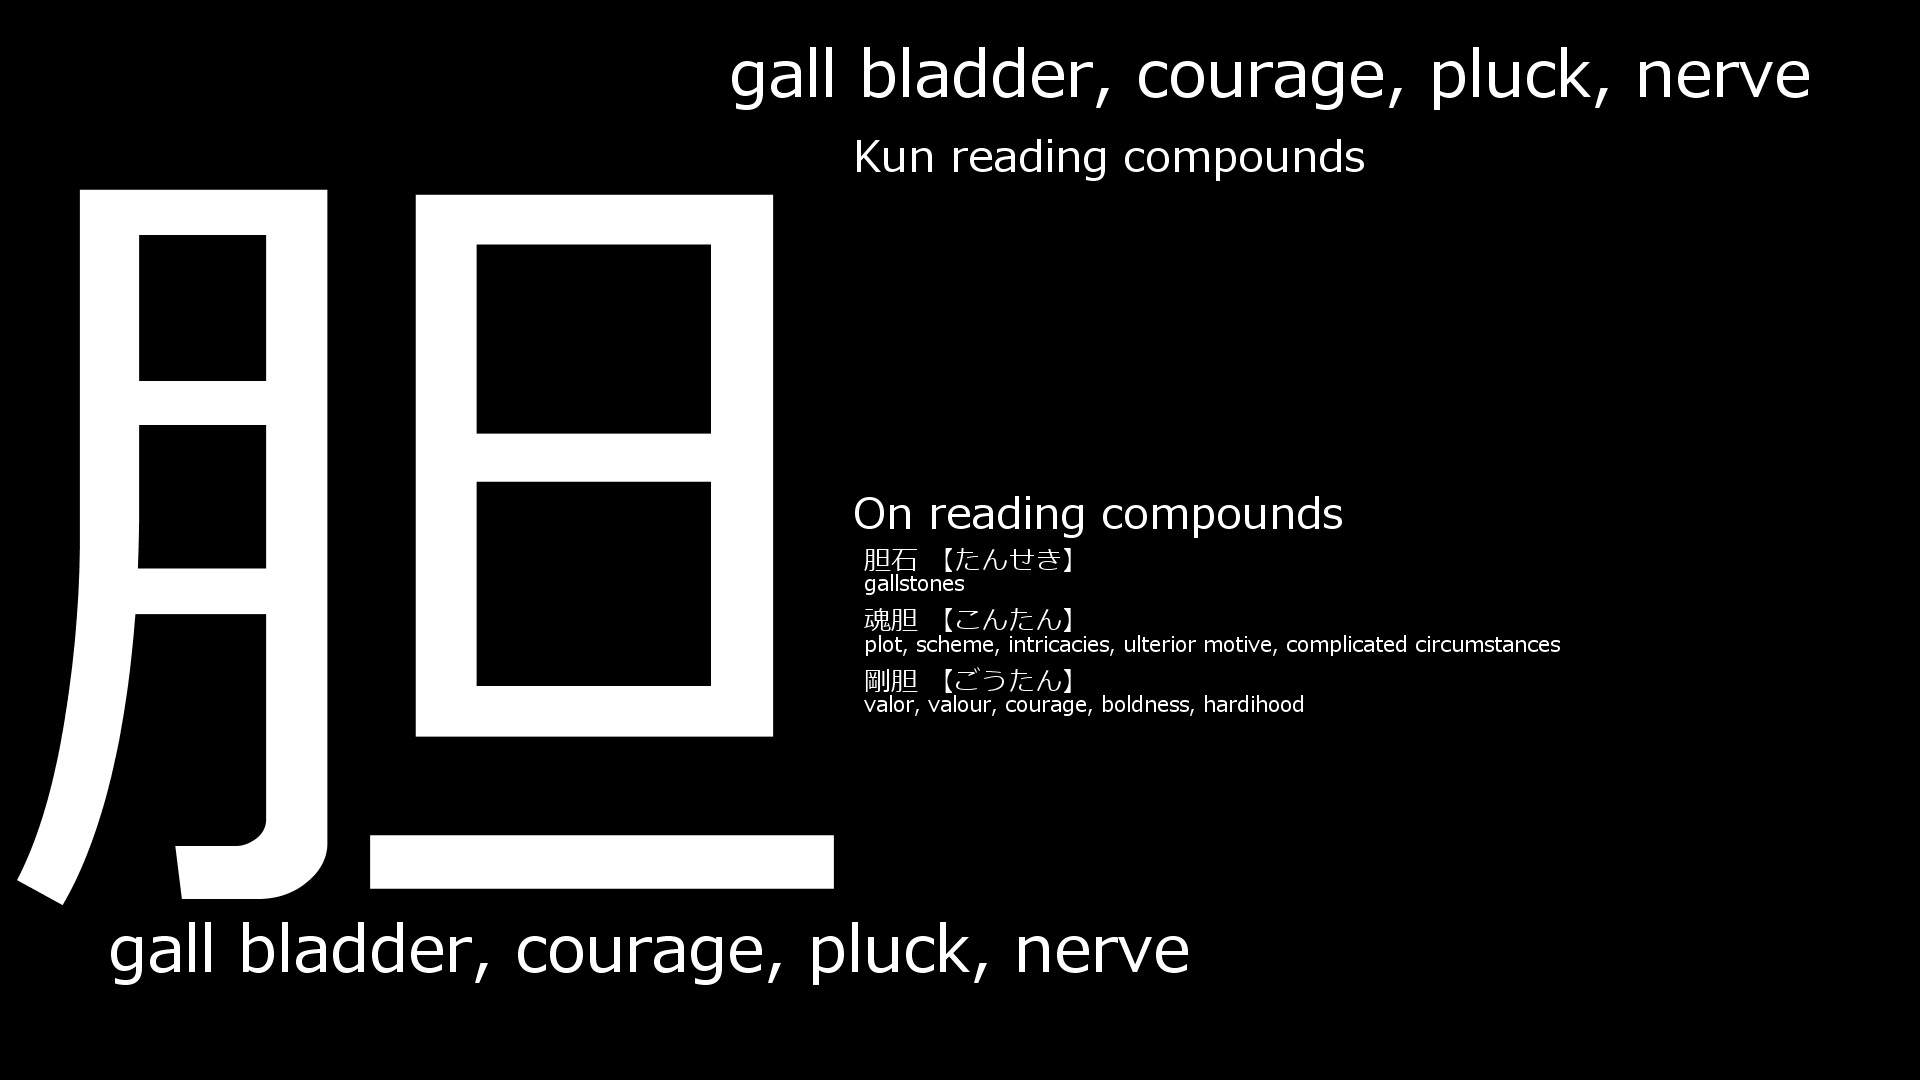 gall bladder, courage, pluck, nerve
Kun reading compounds
胆
On reading compounds
胆石 【たんせき】
gallstones
魂胆 【こんたん】
plot, scheme, intricacies, ulterior motive, complicated circumstances
剛胆 【ごうたん】
valor, valour, courage, boldness, hardihood
gall bladder, courage, pluck, nerve